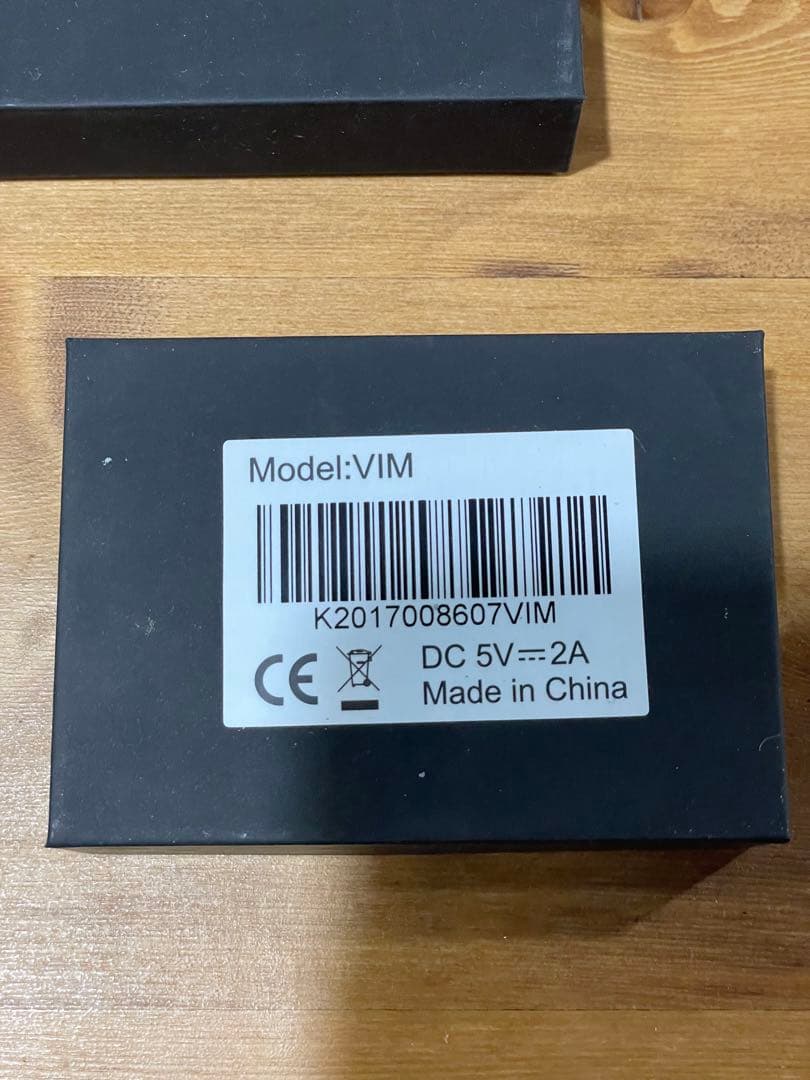 Model:VIM
K2017008607VIM
CE
DC 5V⎓2A
Made in China